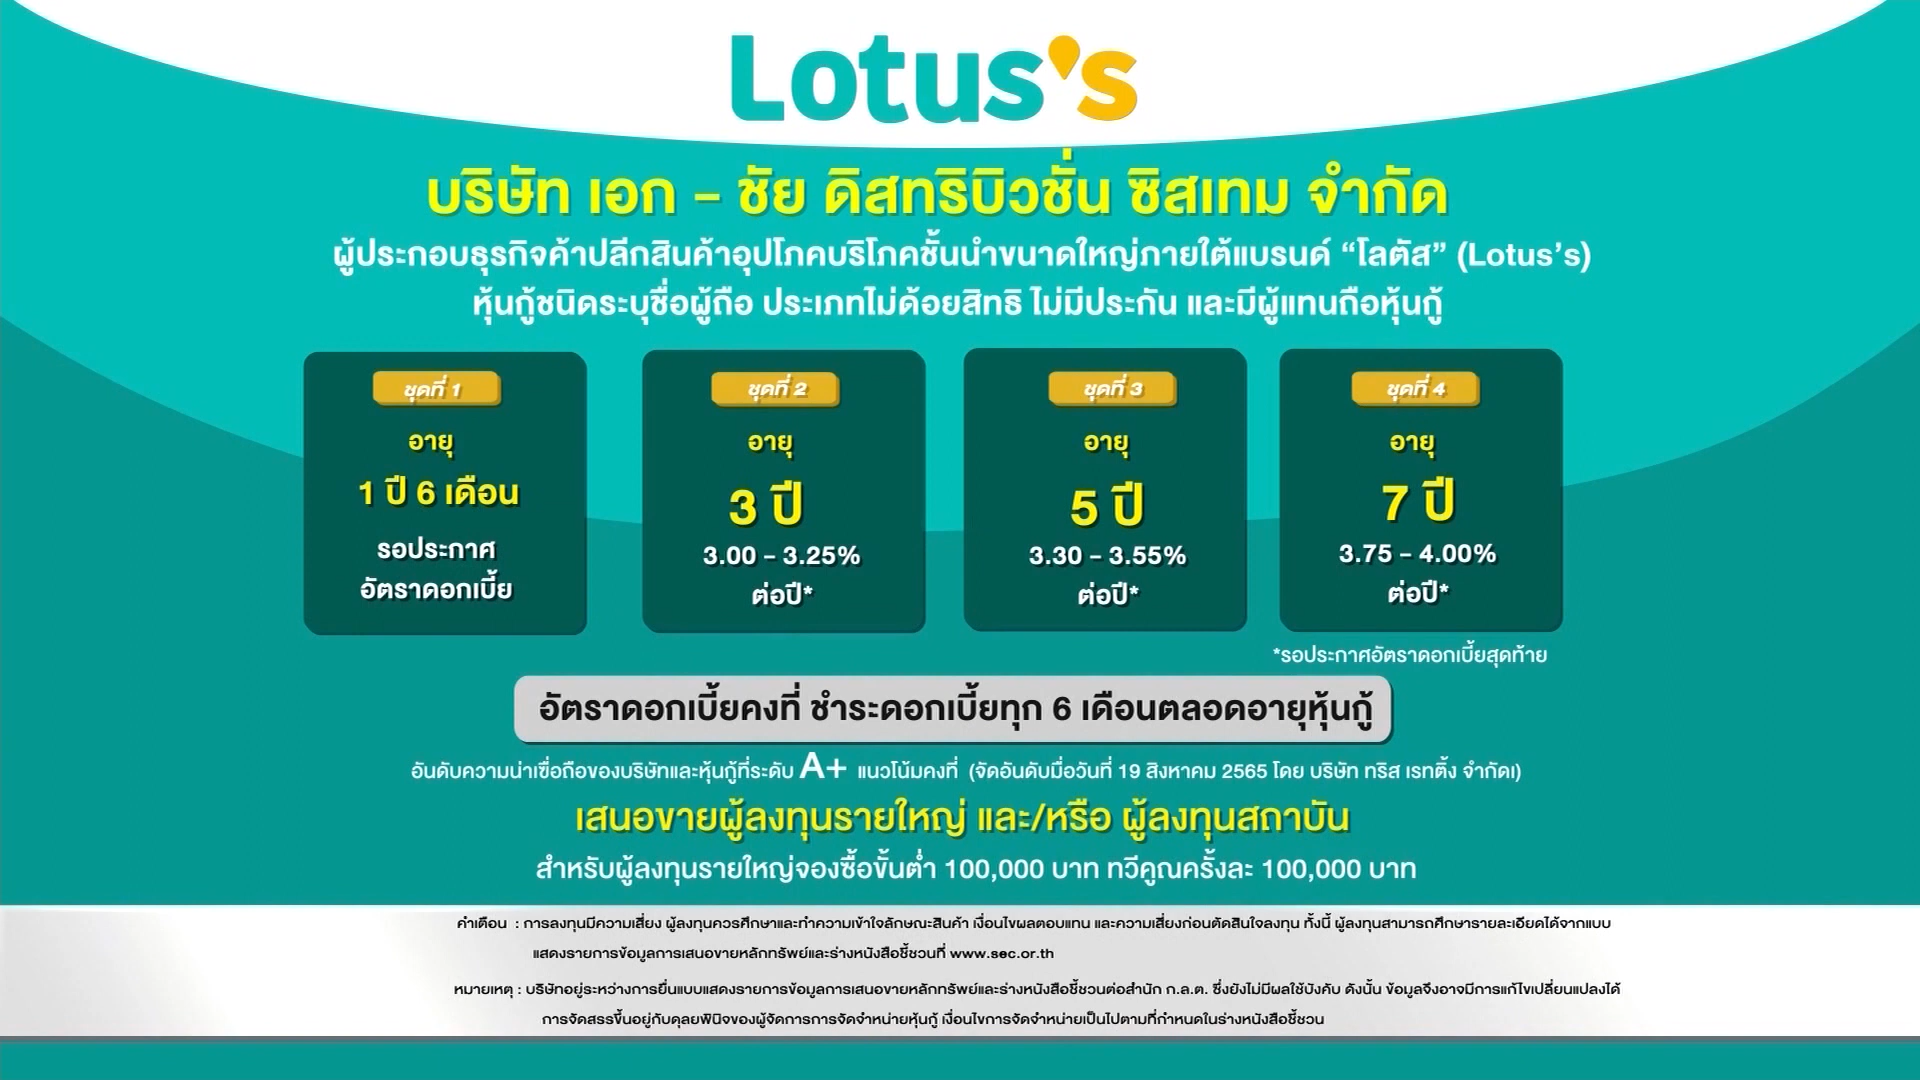 Lotus's
บริษัท เอก - ชัย ดิสทริบิวชั่น ซิสเทม จำกัด
ผู้ประกอบธุรกิจค้าปลีกสินค้าอุปโภคบริโภคชั้นนำขนาดใหญ่ภายใต้แบรนด์ “โลตัส” (Lotus’s)
หุ้นกู้ชนิดระบุชื่อผู้ถือ ประเภทไม่ด้อยสิทธิ ไม่มีประกัน และมีผู้แทนถือหุ้นกู้
ชุดที่ 1
อายุ
1 ปี 6 เดือน
รอประกาศ
อัตราดอกเบี้ย
ชุดที่ 2
อายุ
3 ปี
3.00 - 3.25%
ต่อปี*
ชุดที่ 3
อายุ
5 ปี
3.30 - 3.55%
ต่อปี*
ชุดที่ 4
อายุ
7 ปี
3.75 - 4.00%
ต่อปี*
*รอประกาศอัตราดอกเบี้ยสุดท้าย
อัตราดอกเบี้ยคงที่ ชำระดอกเบี้ยทุก 6 เดือนตลอดอายุหุ้นกู้
อันดับความน่าเชื่อถือของบริษัทและหุ้นกู้ที่ระดับ A+ แนวโน้มคงที่ (จัดอันดับมื่อวันที่ 19 สิงหาคม 2565 โดย บริษัท ทริส เรทติ้ง จำกัดเ)
เสนอขายผู้ลงทุนรายใหญ่ และ/หรือ ผู้ลงทุนสถาบัน
สำหรับผู้ลงทุนรายใหญ่จองซื้อขั้นต่ำ 100,000 บาท ทวีคูณครั้งละ 100,000 บาท
คำเตือน : การลงทุนมีความเสี่ยง ผู้ลงทุนควรศึกษาและทำความเข้าใจลักษณะสินค้า เงื่อนไขผลตอบแทน และความเสี่ยงก่อนตัดสินใจลงทุน ทั้งนี้ ผู้ลงทุนสามารถศึกษารายละเอียดได้จากแบบ
แสดงรายการข้อมูลการเสนอขายหลักทรัพย์และร่างหนังสือชี้ชวนที่ www.sec.or.th
หมายเหตุ : บริษัทอยู่ระหว่างการยื่นแบบแสดงรายการข้อมูลการเสนอขายหลักทรัพย์และร่างหนังสือชี้ชวนต่อสำนัก ก.ล.ต. ซึ่งยังไม่มีผลใช้บังคับ ดังนั้น ข้อมูลจึงอาจมีการแก้ไขเปลี่ยนแปลงได้
การจัดสรรขึ้นอยู่กับดุลยพินิจของผู้จัดการการจัดจำหน่ายหุ้นกู้ เงื่อนไขการจัดจำหน่ายเป็นไปตามที่กำหนดในร่างหนังสือชี้ชวน